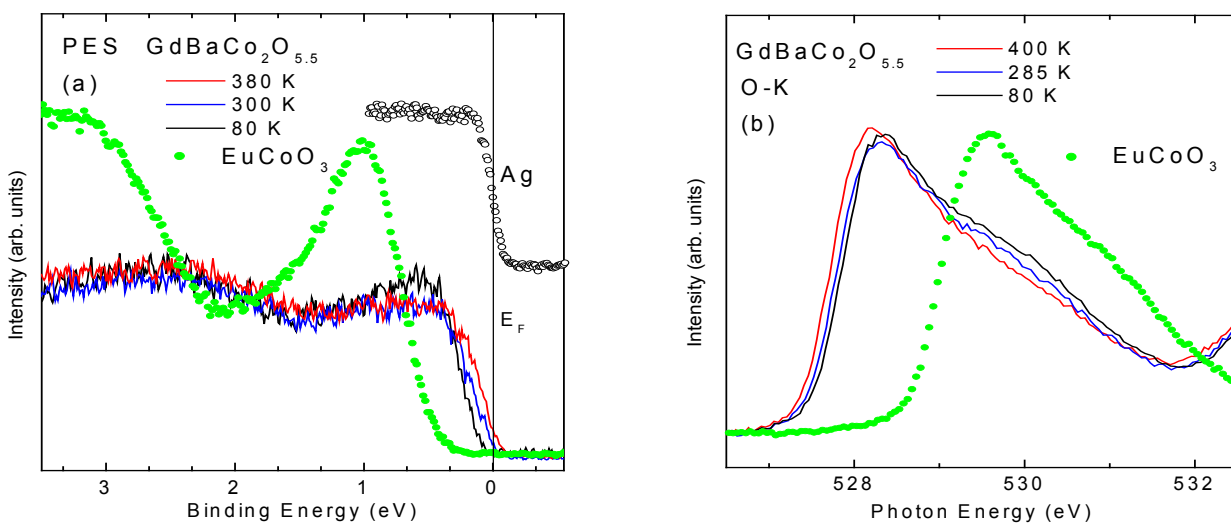 PES GdBaCo₂O₅.₅
(a)
380 K
300 K
80 K
EuCoO₃
Ag
E_F
Intensity (arb. units)
3 2 1 0
Binding Energy (eV)
GdBaCo₂O₅.₅
O-K
(b)
400 K
285 K
80 K
EuCoO₃
Intensity (arb. units)
528 530 532
Photon Energy (eV)